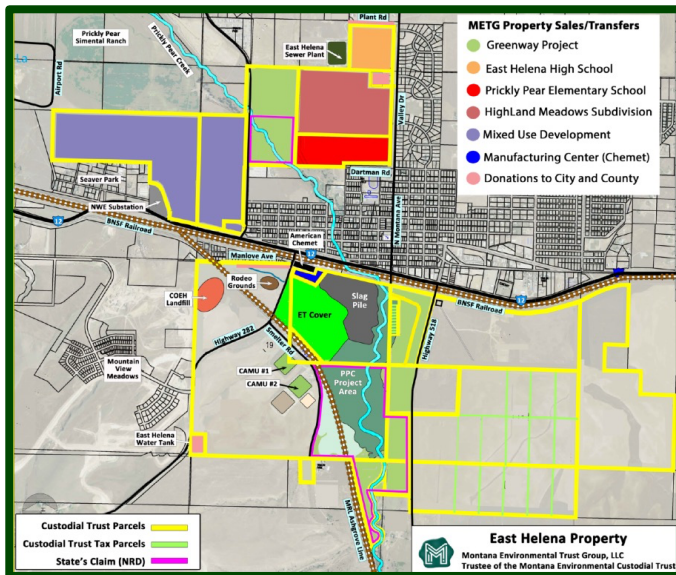 Plant Rd
Prickly Pear
Simental Ranch
Prickly Pear
Creek
East Helena
Sewer Plant
La
Airport Rd
Valley Dr
METG Property Sales/Transfers
Greenway Project
East Helena High School
Prickly Pear Elementary School
HighLand Meadows Subdivision
Mixed Use Development
Manufacturing Center (Chemet)
Donations to City and County
Dartman Rd
Seaver Park
NWE Substation
N Montana Ave
12
BNSF Railroad
American
Chemet
12
Manlove Ave
Rodeo
Grounds
COEH
Landfill
Slag
Pile
ET Cover
BNSF Railroad
12
Highway 282
Smelter Rd
Highway 518
19
CAMU #1
CAMU #2
PPC
Project
Area
Mountain
View
Meadows
East Helena
Water Tank
MRL Ashgrove Line
Custodial Trust Parcels
Custodial Trust Tax Parcels
State's Claim (NRD)
East Helena Property
Montana Environmental Trust Group, LLC
Trustee of the Montana Environmental Custodial Trust